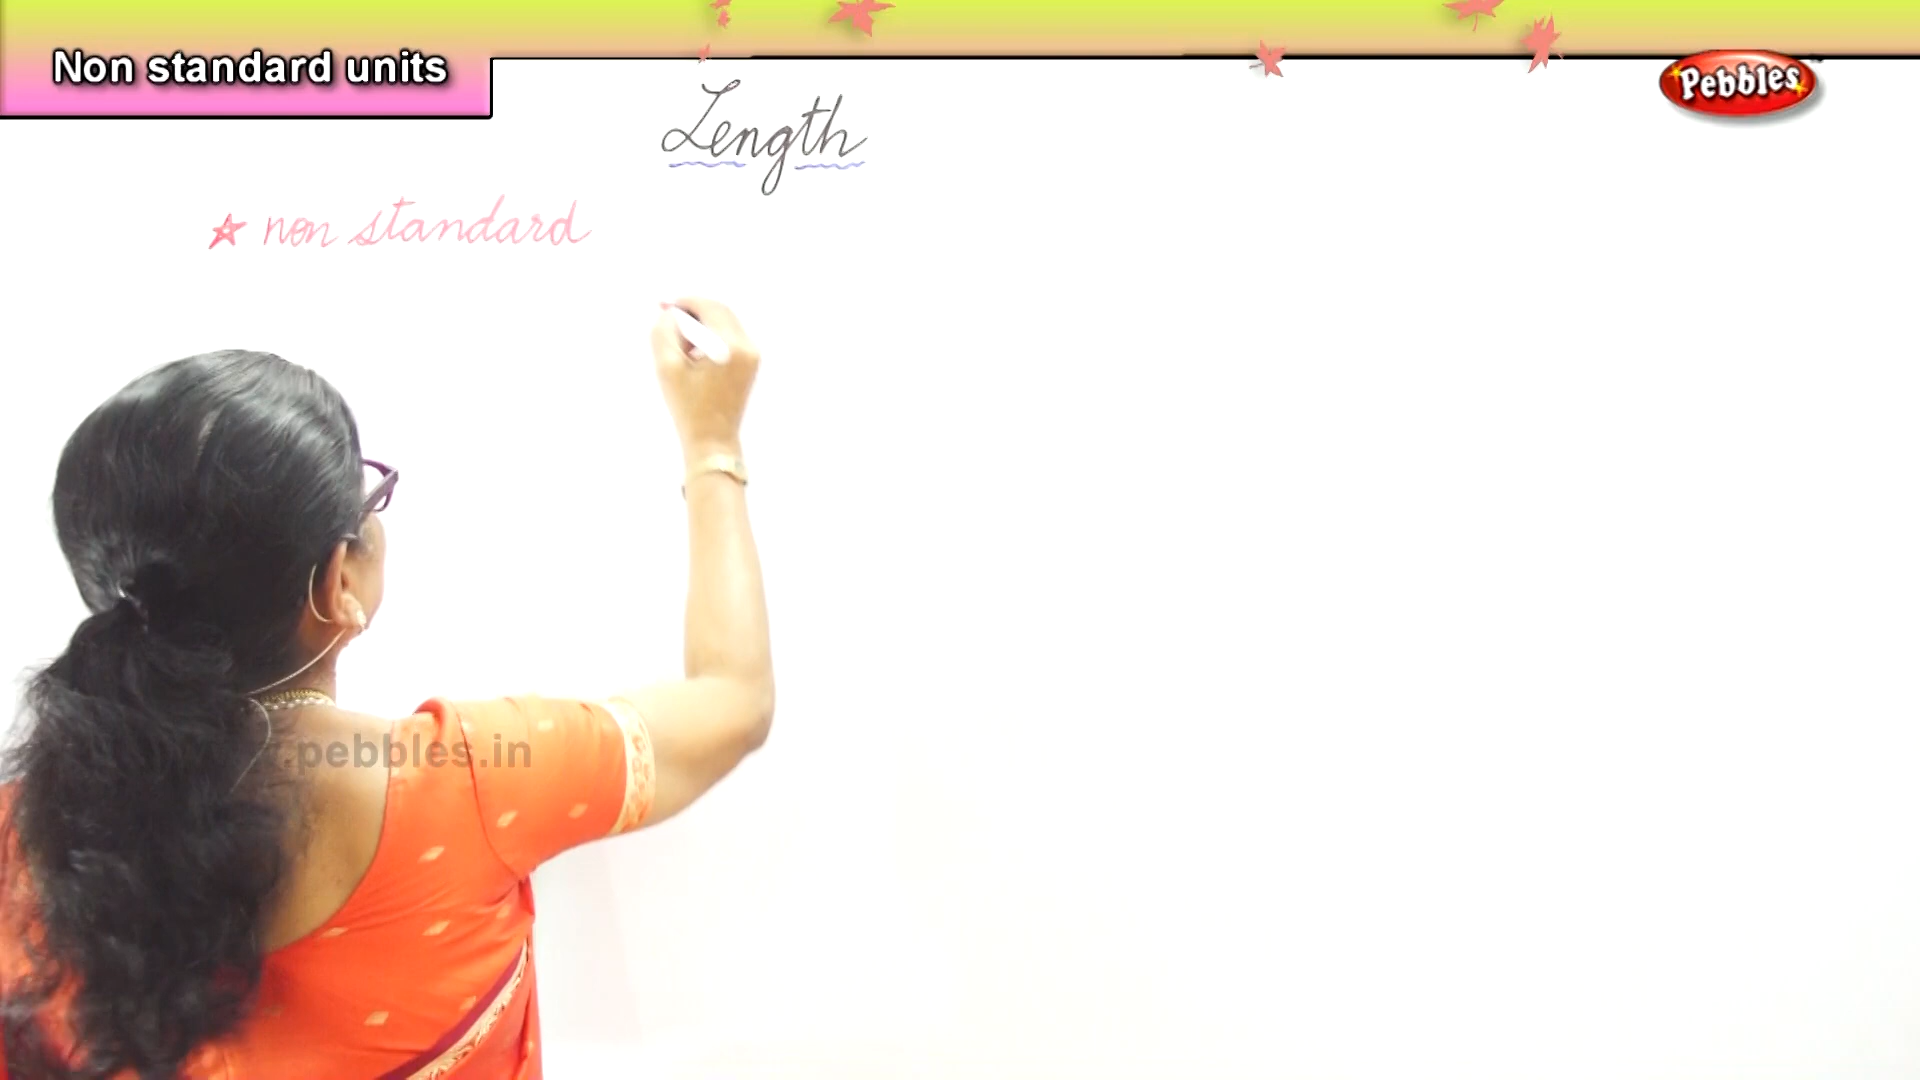 Non standard units
Pebbles
Length
non standard
.pebbles.in